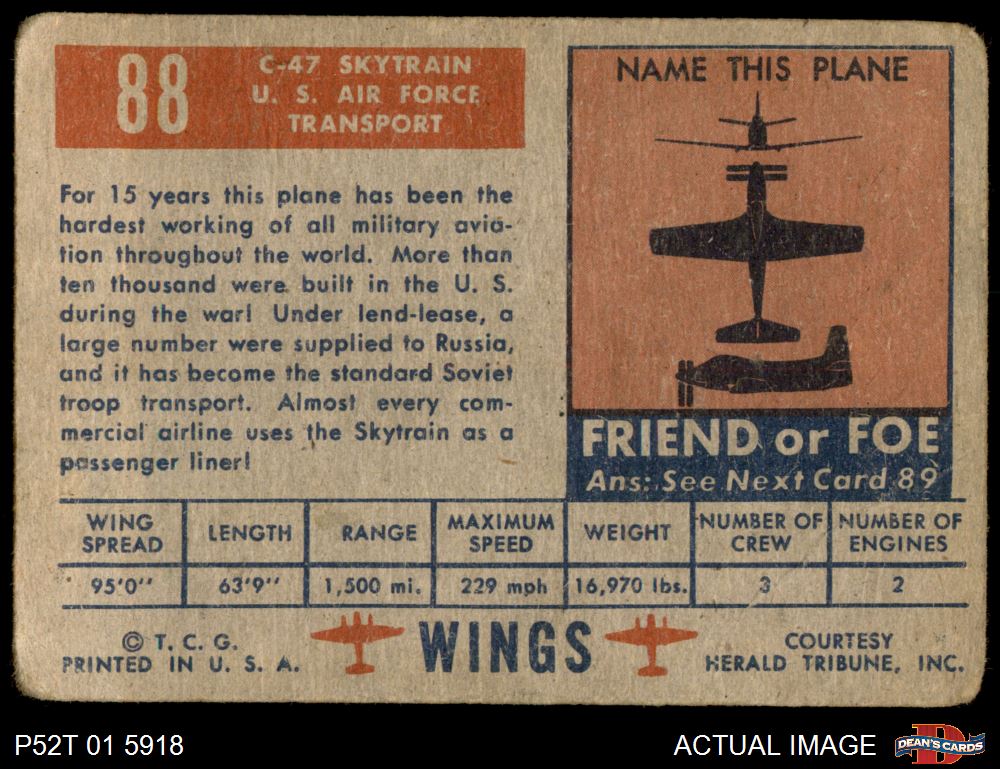 88
C-47 SKYTRAIN
U. S. AIR FORCE
TRANSPORT
For 15 years this plane has been the
hardest working of all military avia-
tion throughout the world. More than
ten thousand were built in the U. S.
during the war! Under lend-lease, a
large number were supplied to Russia,
and it has become the standard Soviet
troop transport. Almost every com-
mercial airline uses the Skytrain as a
passenger liner!
NAME THIS PLANE
FRIEND or FOE
Ans: See Next Card 89
WING SPREAD LENGTH RANGE MAXIMUM SPEED WEIGHT NUMBER OF CREW NUMBER OF ENGINES
95'0'' 63'9'' 1,500 mi. 229 mph 16,970 lbs. 3 2
© T. C. G.
PRINTED IN U. S. A.
WINGS
COURTESY
HERALD TRIBUNE, INC.
P52T 01 5918
ACTUAL IMAGE
D
DEAN'S CARDS